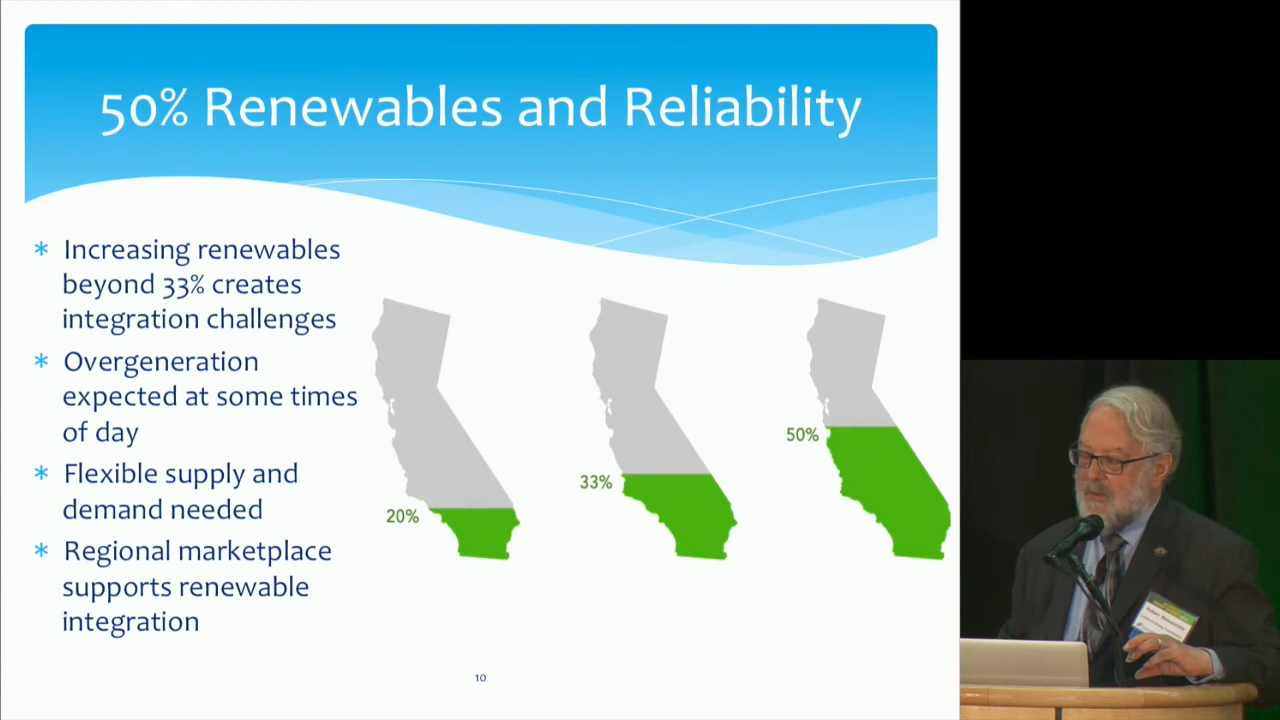 50% Renewables and Reliability
* Increasing renewables
beyond 33% creates
integration challenges
* Overgeneration
expected at some times
of day
* Flexible supply and
demand needed
* Regional marketplace
supports renewable
integration
20%
33%
50%
10